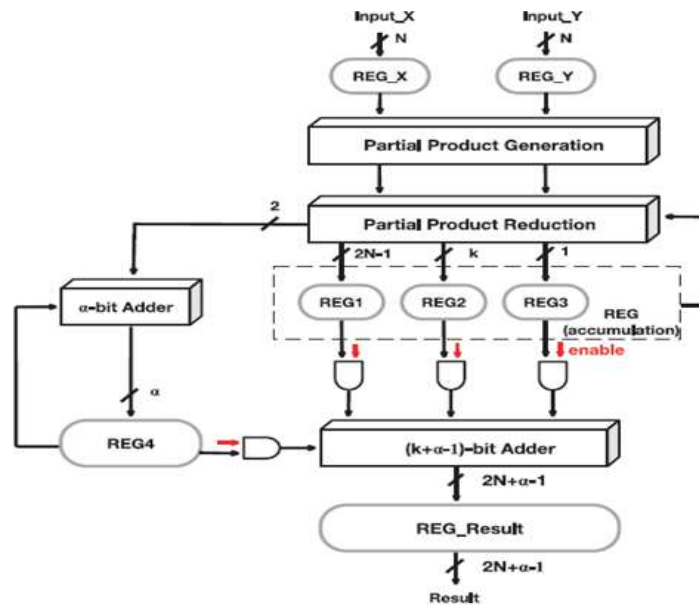 Input_X Input_Y
N N
REG_X REG_Y
Partial Product Generation
2
Partial Product Reduction
2N-1 k 1
α-bit Adder
REG1 REG2 REG3
REG
(accumulation)
enable
α
REG4
(k+α-1)-bit Adder
2N+α-1
REG_Result
2N+α-1
Result